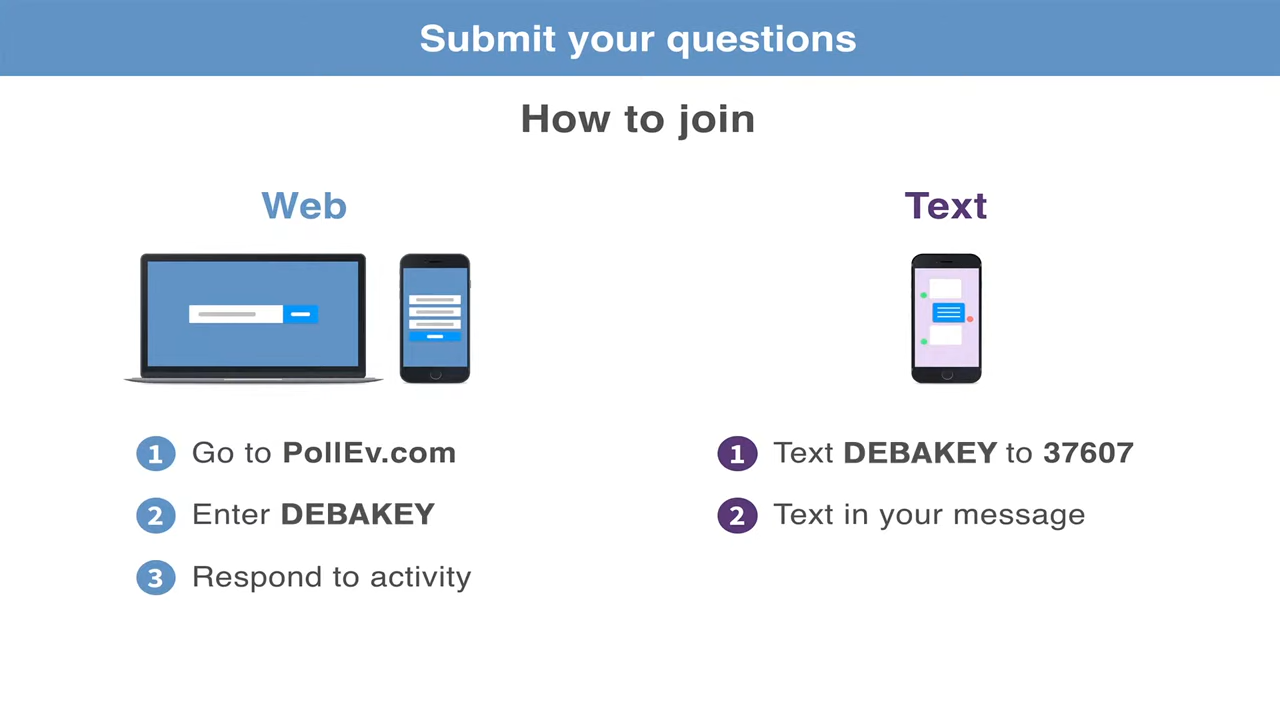 Submit your questions
How to join
Web
1 Go to PollEv.com
2 Enter DEBAKEY
3 Respond to activity
Text
1 Text DEBAKEY to 37607
2 Text in your message